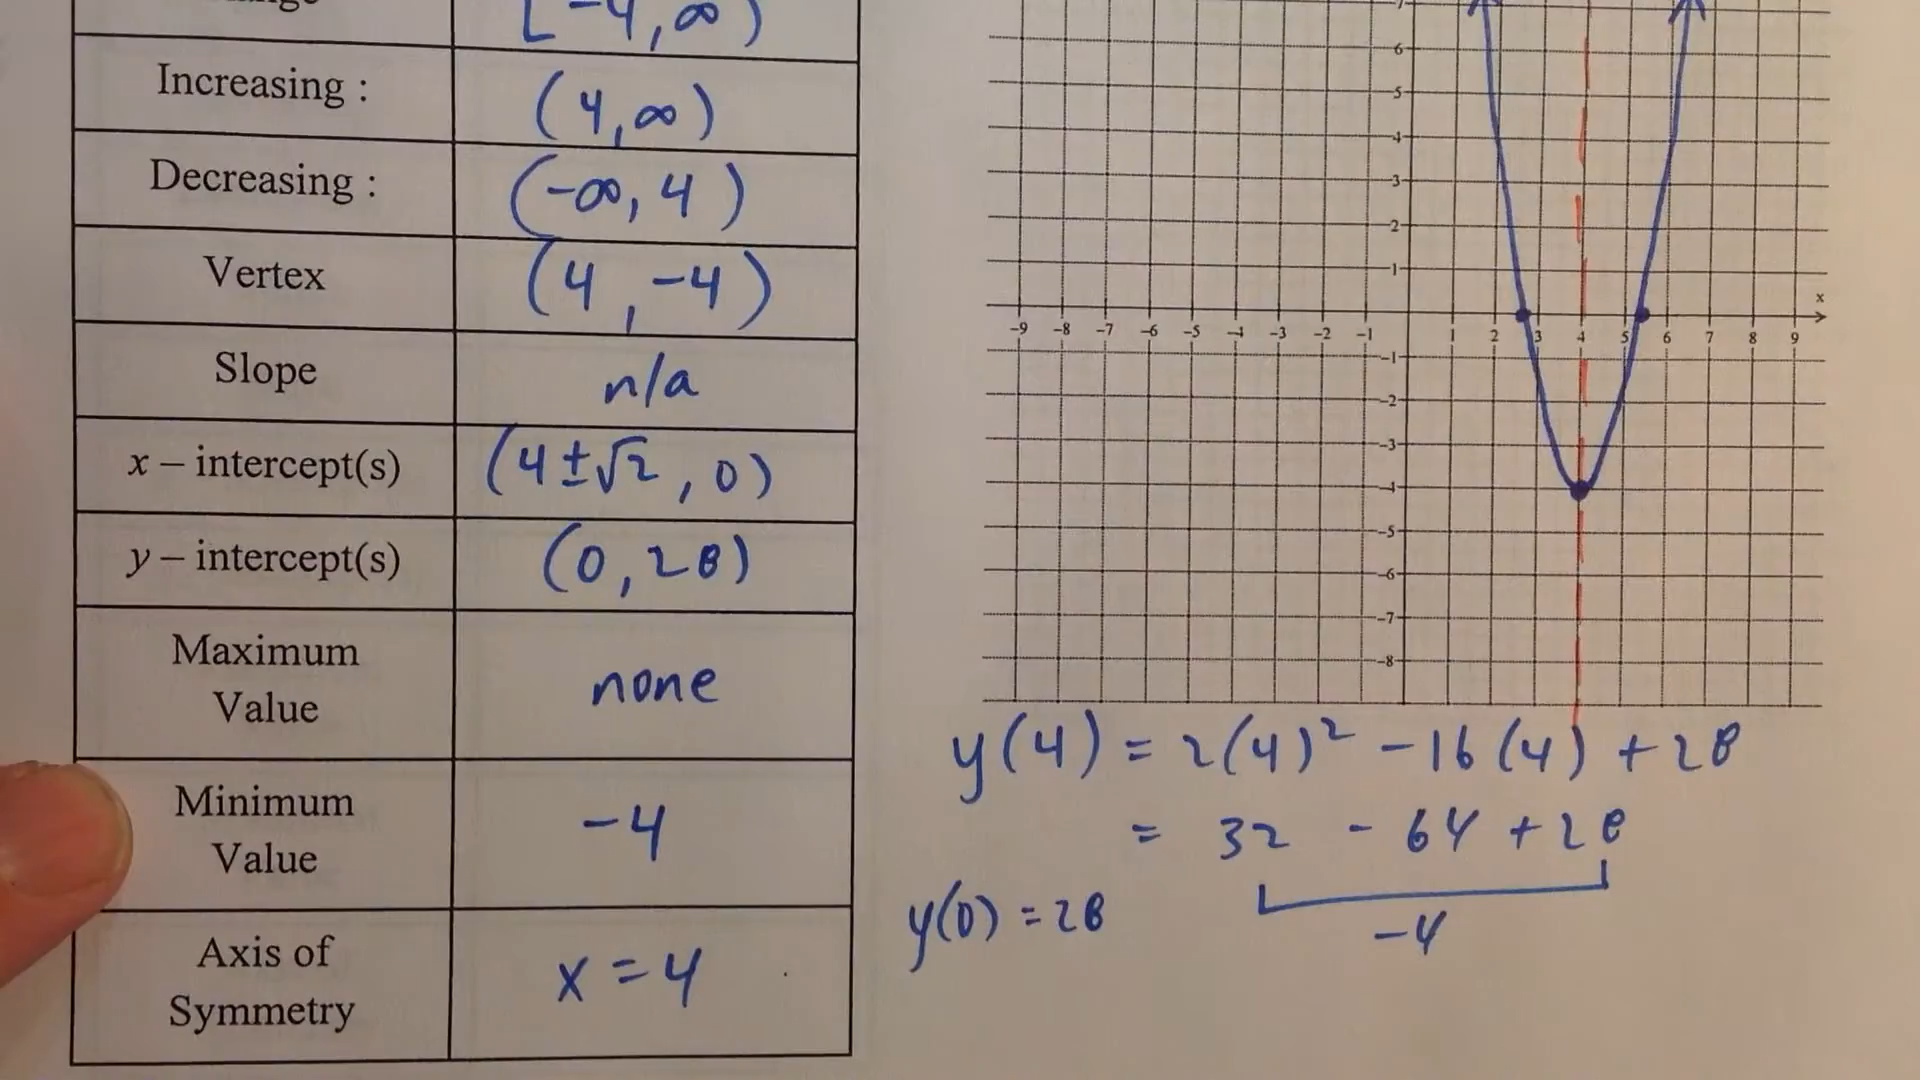 [-4, ∞)
Increasing :
(4, ∞)
Decreasing :
(-∞, 4)
Vertex
(4, -4)
Slope
n/a
x – intercept(s)
(4±√2, 0)
y – intercept(s)
(0, 28)
Maximum
Value
none
Minimum
Value
-4
Axis of
Symmetry
x = 4
6
5
4
3
2
1
x
-9 -8 -7 -6 -5 -4 -3 -2 -1 1 2 3 4 5 6 7 8 9
-1
-2
-3
-4
-5
-6
-7
-8
y(4) = 2(4)² - 16(4) + 28
= 32 - 64 + 28
y(0) = 28
-4